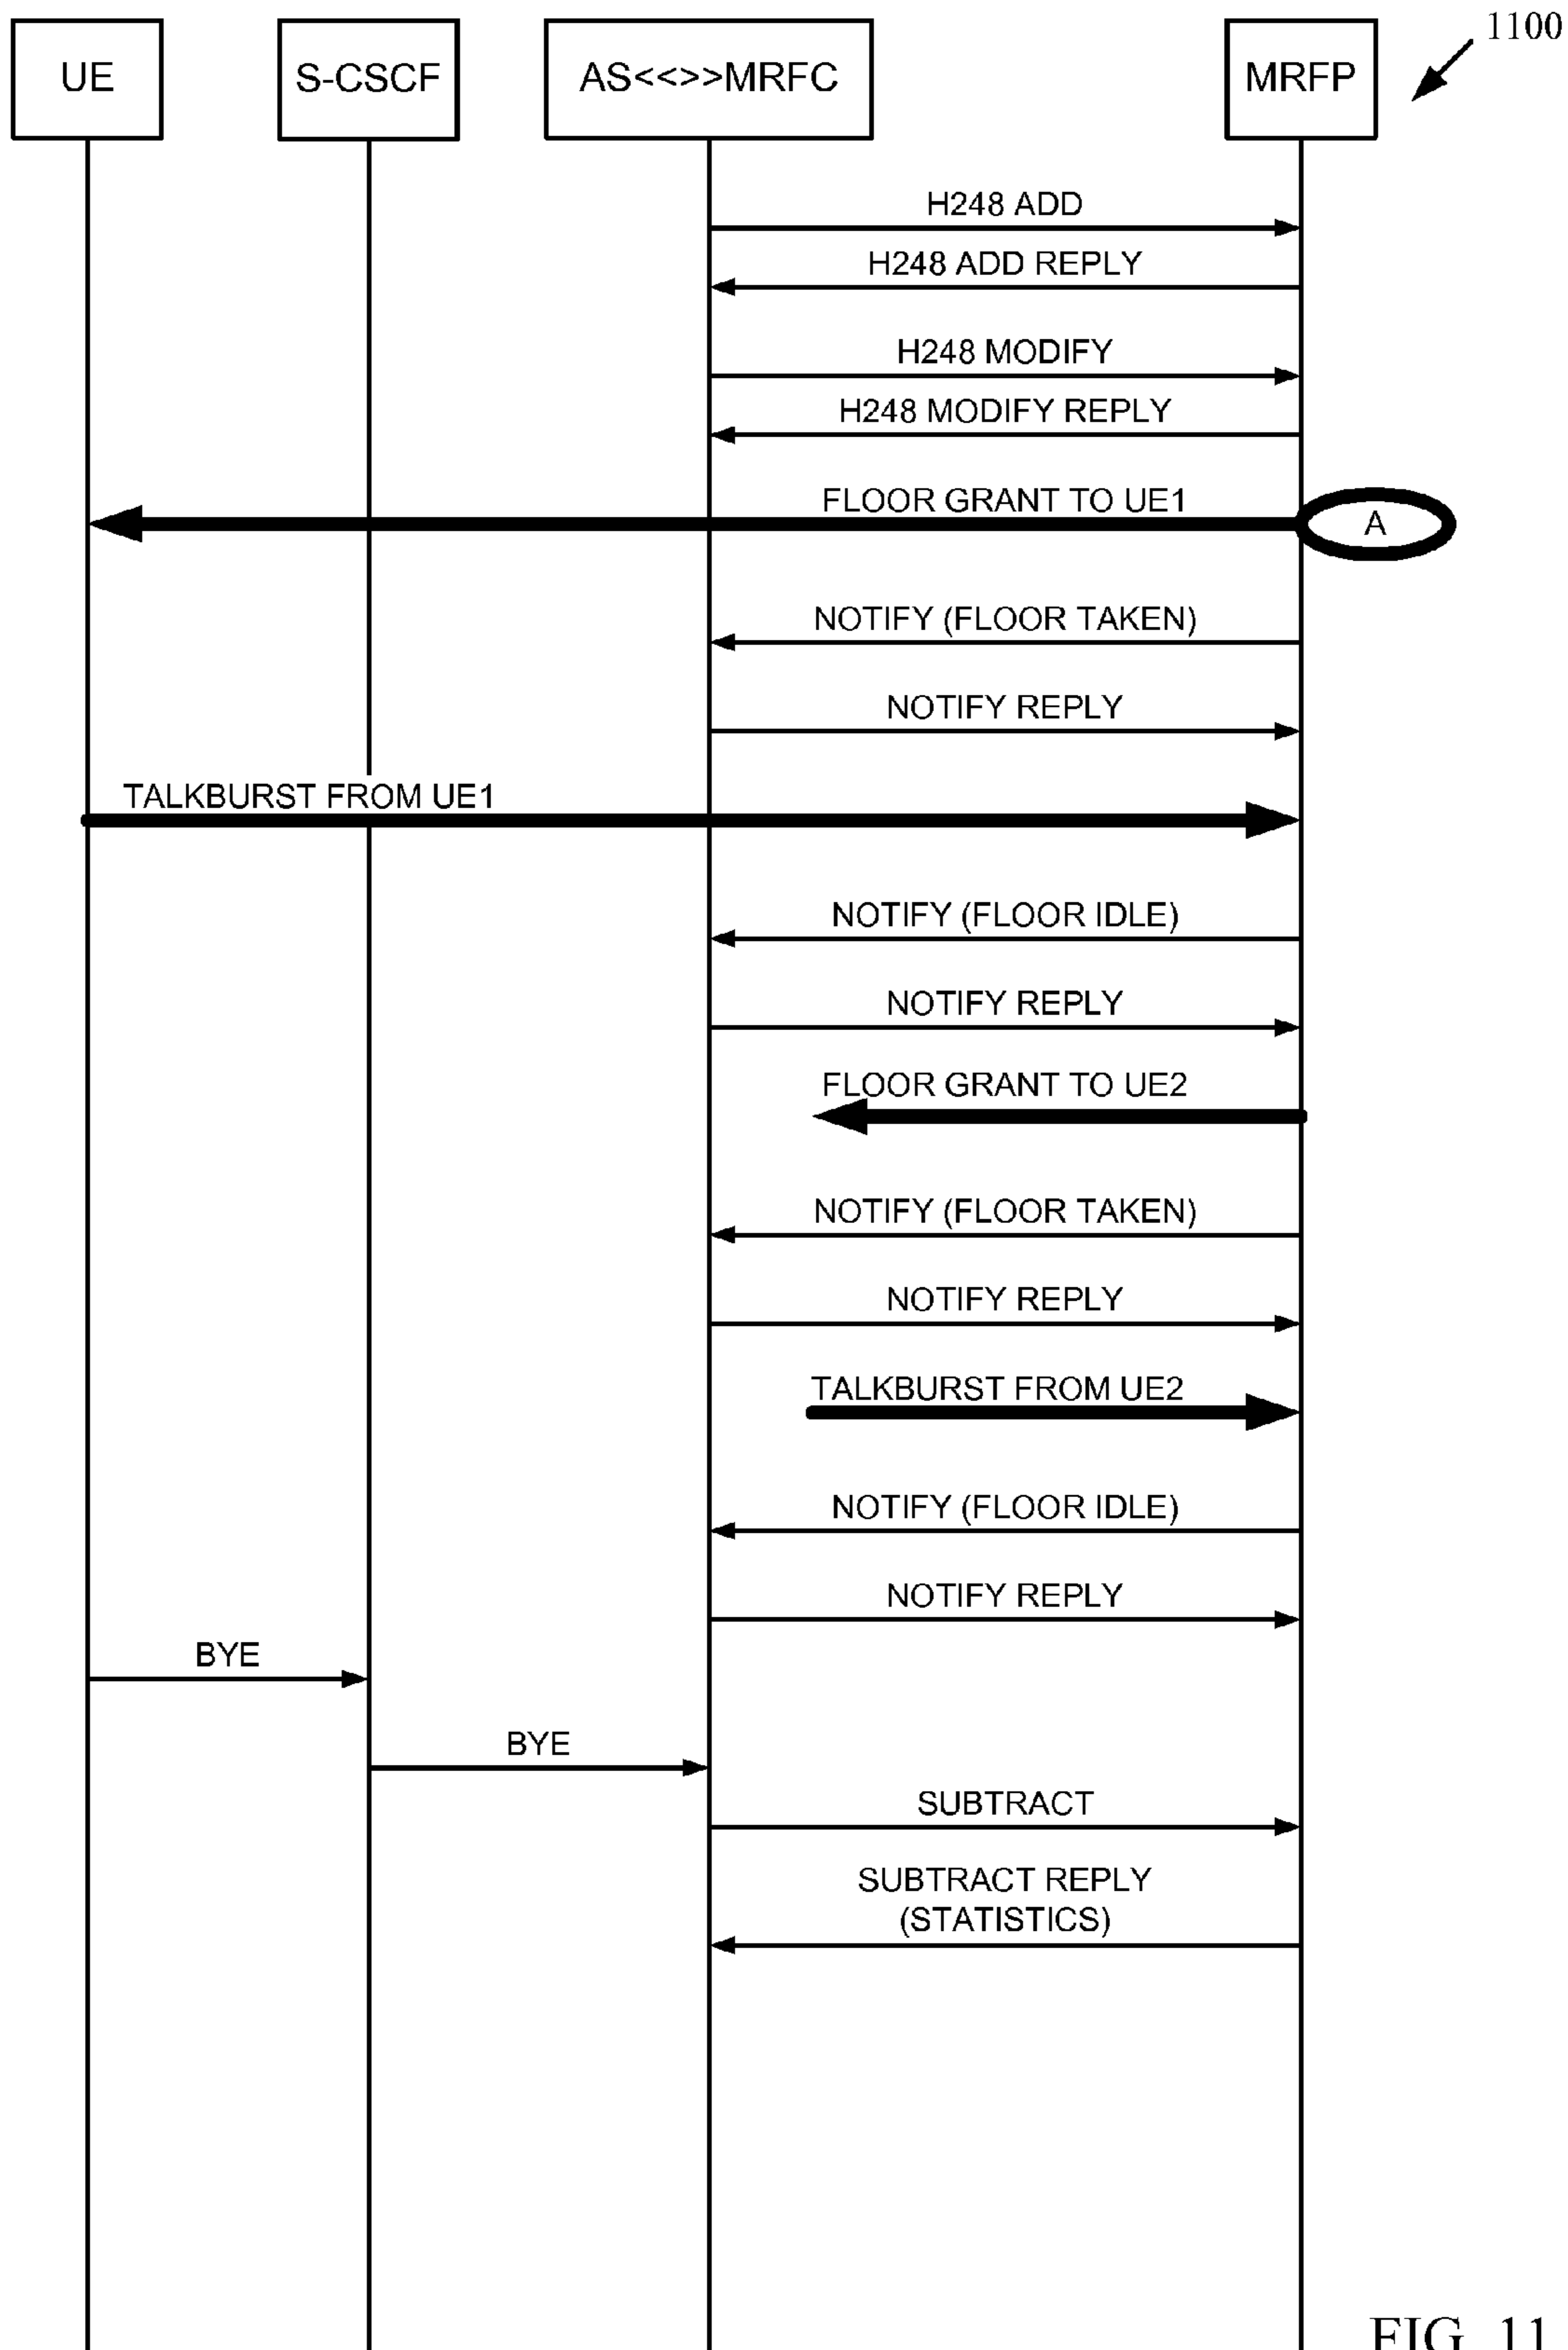 1100
UE
S-CSCF
AS<<>>MRFC
MRFP
H248 ADD
H248 ADD REPLY
H248 MODIFY
H248 MODIFY REPLY
FLOOR GRANT TO UE1
A
NOTIFY (FLOOR TAKEN)
NOTIFY REPLY
TALKBURST FROM UE1
NOTIFY (FLOOR IDLE)
NOTIFY REPLY
FLOOR GRANT TO UE2
NOTIFY (FLOOR TAKEN)
NOTIFY REPLY
TALKBURST FROM UE2
NOTIFY (FLOOR IDLE)
NOTIFY REPLY
BYE
BYE
SUBTRACT
SUBTRACT REPLY
(STATISTICS)
FIG. 11